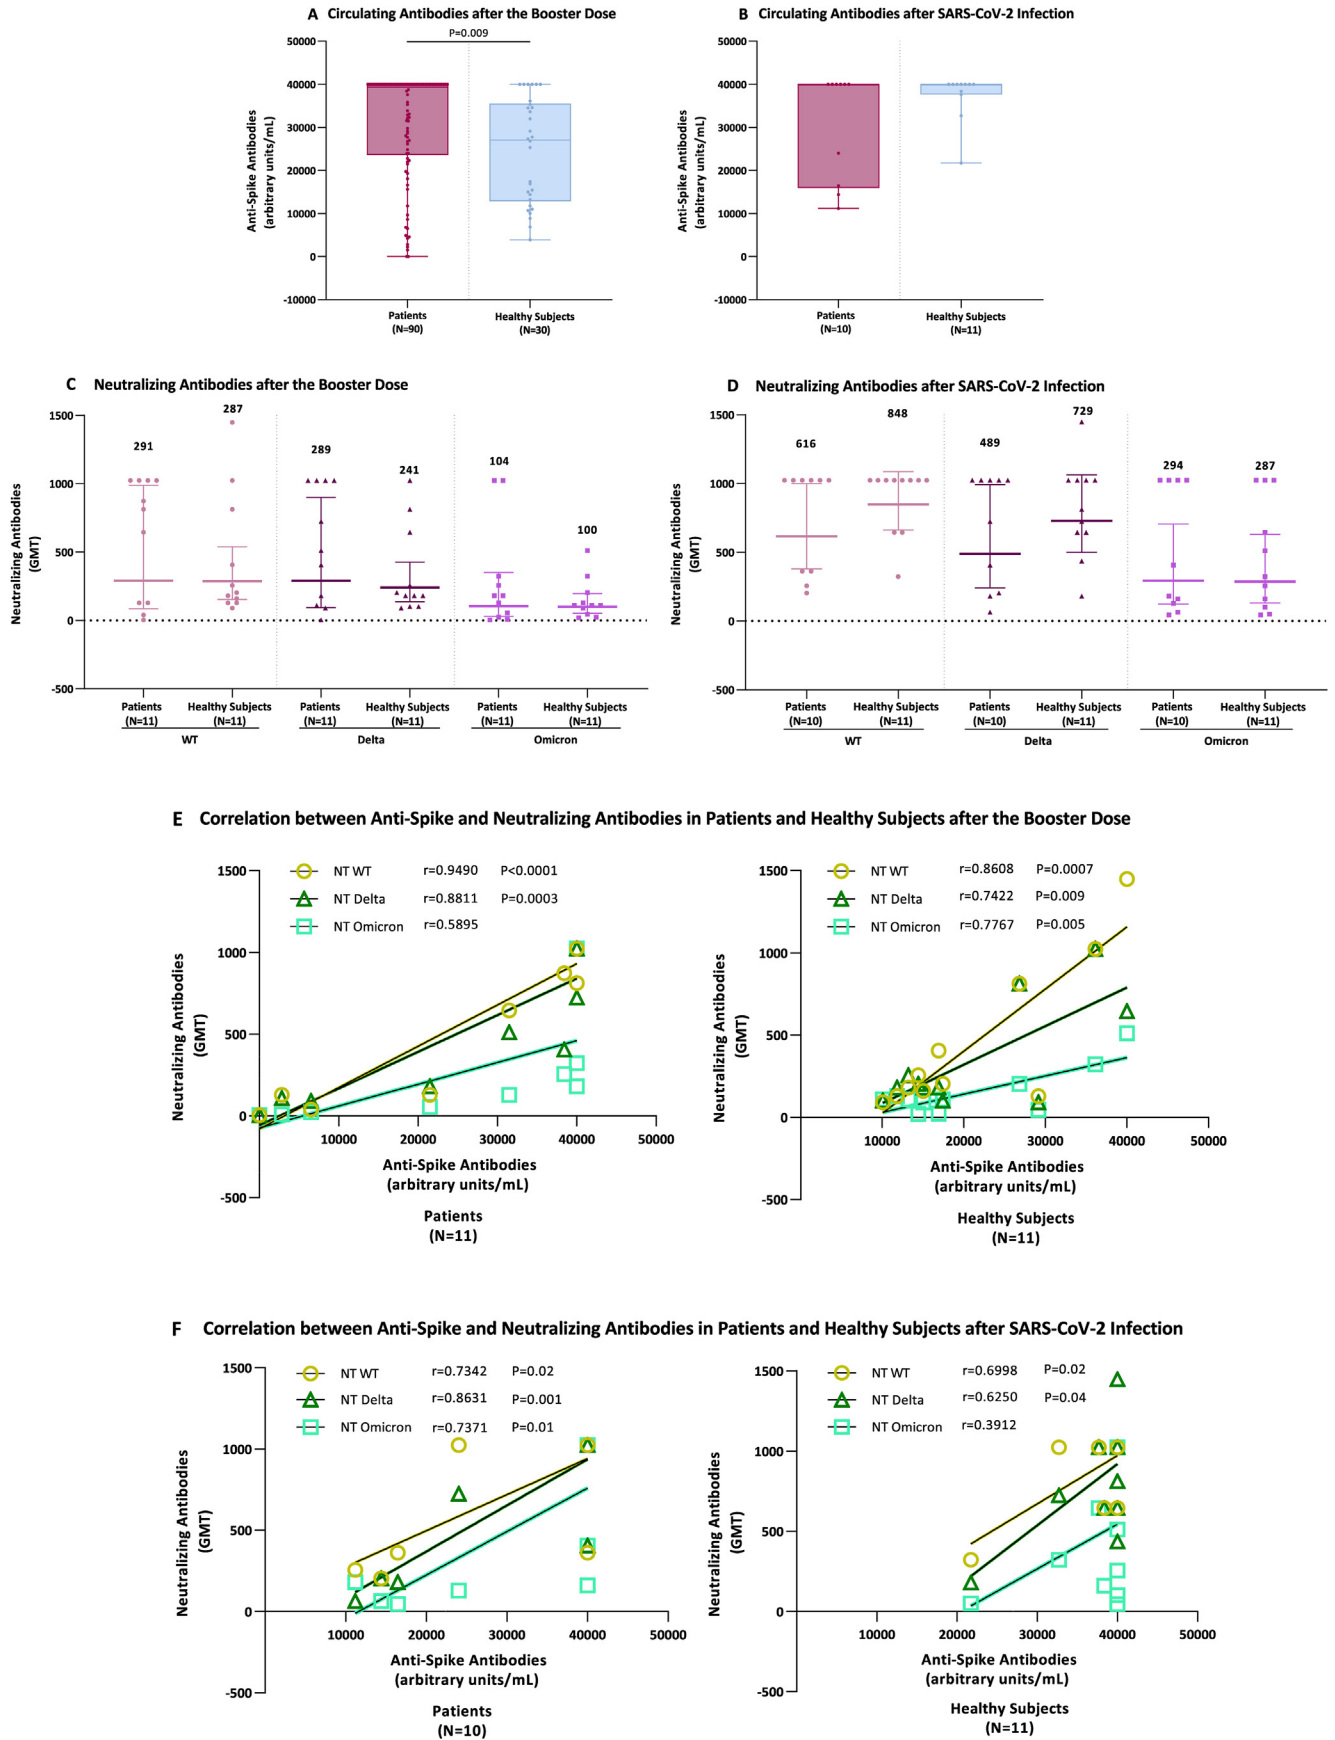 A Circulating Antibodies after the Booster Dose
P=0.009
50000
40000
30000
20000
10000
0
-10000
Anti-Spike Antibodies
(arbitrary units/mL)
Patients
(N=90)
Healthy Subjects
(N=30)
B Circulating Antibodies after SARS-CoV-2 Infection
50000
40000
30000
20000
10000
0
-10000
Anti-Spike Antibodies
(arbitrary units/mL)
Patients
(N=10)
Healthy Subjects
(N=11)
C Neutralizing Antibodies after the Booster Dose
1500
1000
500
0
-500
Neutralizing Antibodies
(GMT)
291
287
289
241
104
100
Patients
(N=11)
Healthy Subjects
(N=11)
Patients
(N=11)
Healthy Subjects
(N=11)
Patients
(N=11)
Healthy Subjects
(N=11)
WT
Delta
Omicron
D Neutralizing Antibodies after SARS-CoV-2 Infection
1500
1000
500
0
-500
Neutralizing Antibodies
(GMT)
616
848
489
729
294
287
Patients
(N=10)
Healthy Subjects
(N=11)
Patients
(N=10)
Healthy Subjects
(N=11)
Patients
(N=10)
Healthy Subjects
(N=11)
WT
Delta
Omicron
E Correlation between Anti-Spike and Neutralizing Antibodies in Patients and Healthy Subjects after the Booster Dose
NT WT r=0.9490 P<0.0001
NT Delta r=0.8811 P=0.0003
NT Omicron r=0.5895
1500
1000
500
0
-500
Neutralizing Antibodies
(GMT)
10000 20000 30000 40000 50000
Anti-Spike Antibodies
(arbitrary units/mL)
Patients
(N=11)
NT WT r=0.8608 P=0.0007
NT Delta r=0.7422 P=0.009
NT Omicron r=0.7767 P=0.005
1500
1000
500
0
-500
Neutralizing Antibodies
(GMT)
10000 20000 30000 40000 50000
Anti-Spike Antibodies
(arbitrary units/mL)
Healthy Subjects
(N=11)
F Correlation between Anti-Spike and Neutralizing Antibodies in Patients and Healthy Subjects after SARS-CoV-2 Infection
NT WT r=0.7342 P=0.02
NT Delta r=0.8631 P=0.001
NT Omicron r=0.7371 P=0.01
1500
1000
500
0
-500
Neutralizing Antibodies
(GMT)
10000 20000 30000 40000 50000
Anti-Spike Antibodies
(arbitrary units/mL)
Patients
(N=10)
NT WT r=0.6998 P=0.02
NT Delta r=0.6250 P=0.04
NT Omicron r=0.3912
1500
1000
500
0
-500
Neutralizing Antibodies
(GMT)
10000 20000 30000 40000 50000
Anti-Spike Antibodies
(arbitrary units/mL)
Healthy Subjects
(N=11)